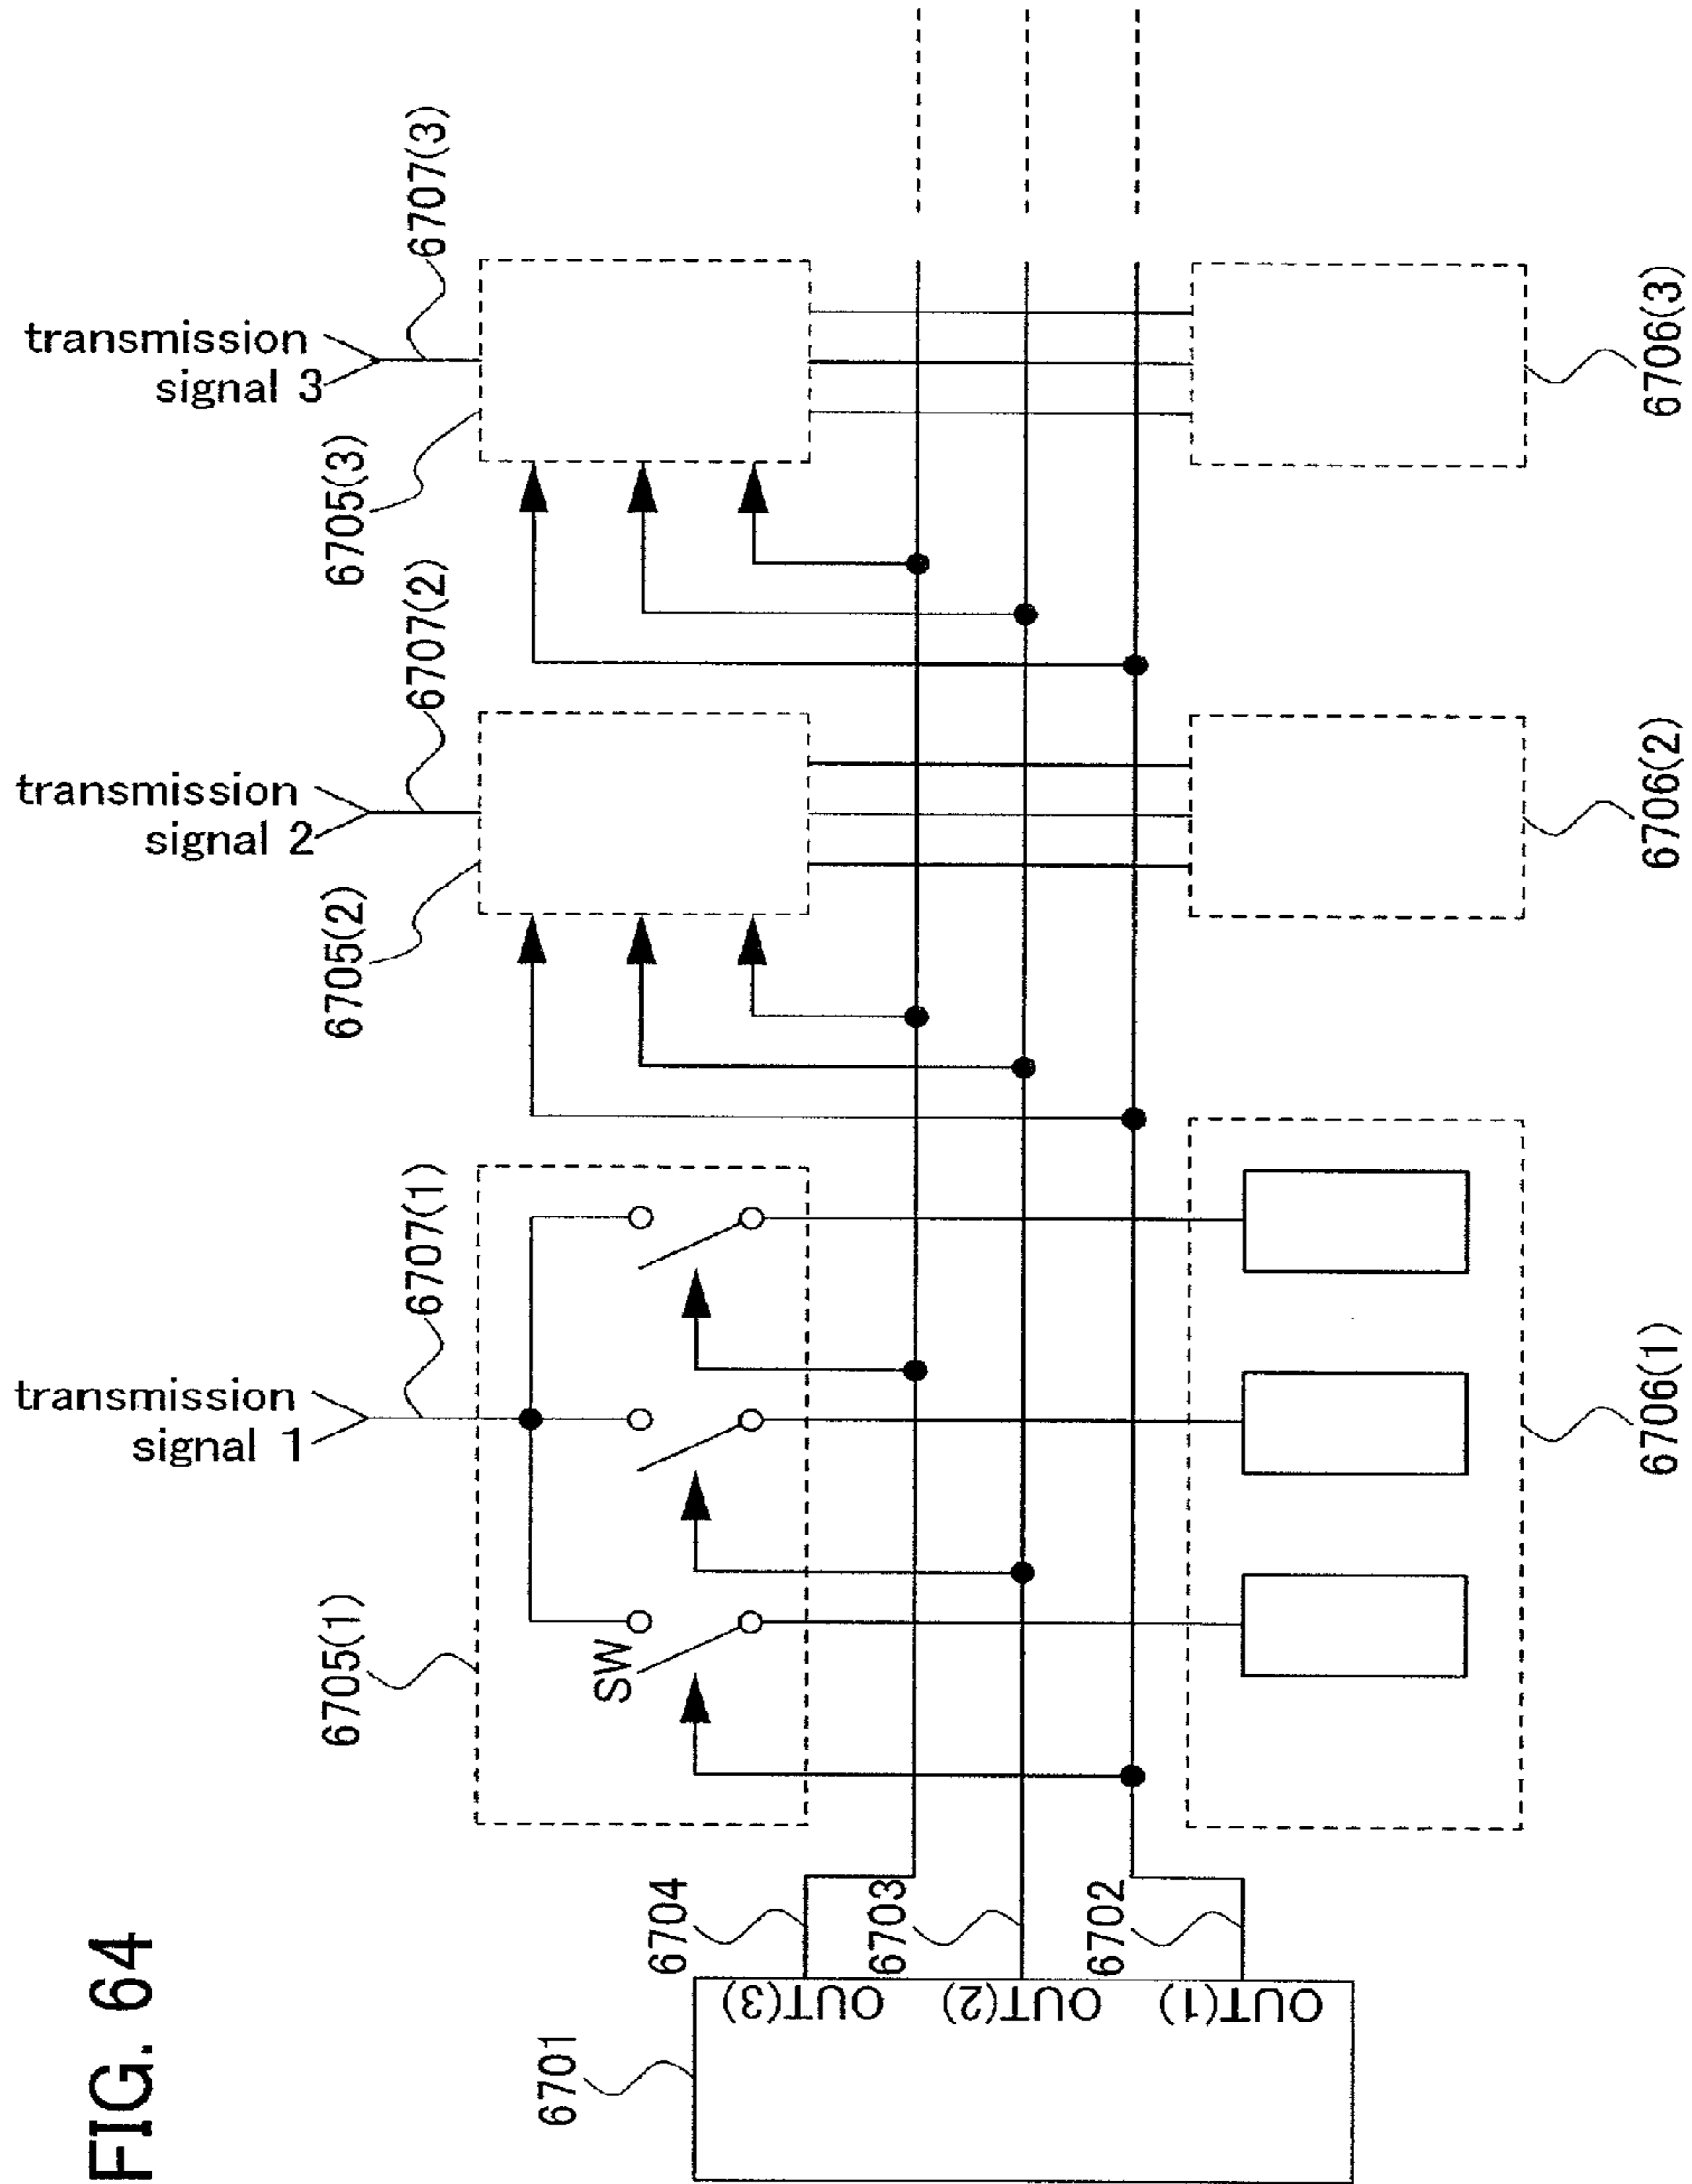 FIG. 64
transmission
signal 1
transmission
signal 2
transmission
signal 3
6707(1)
6707(2)
6707(3)
6705(1)
6705(2)
6705(3)
SW
6704
6703
6702
6701
OUT(3)
OUT(2)
OUT(1)
6706(1)
6706(2)
6706(3)